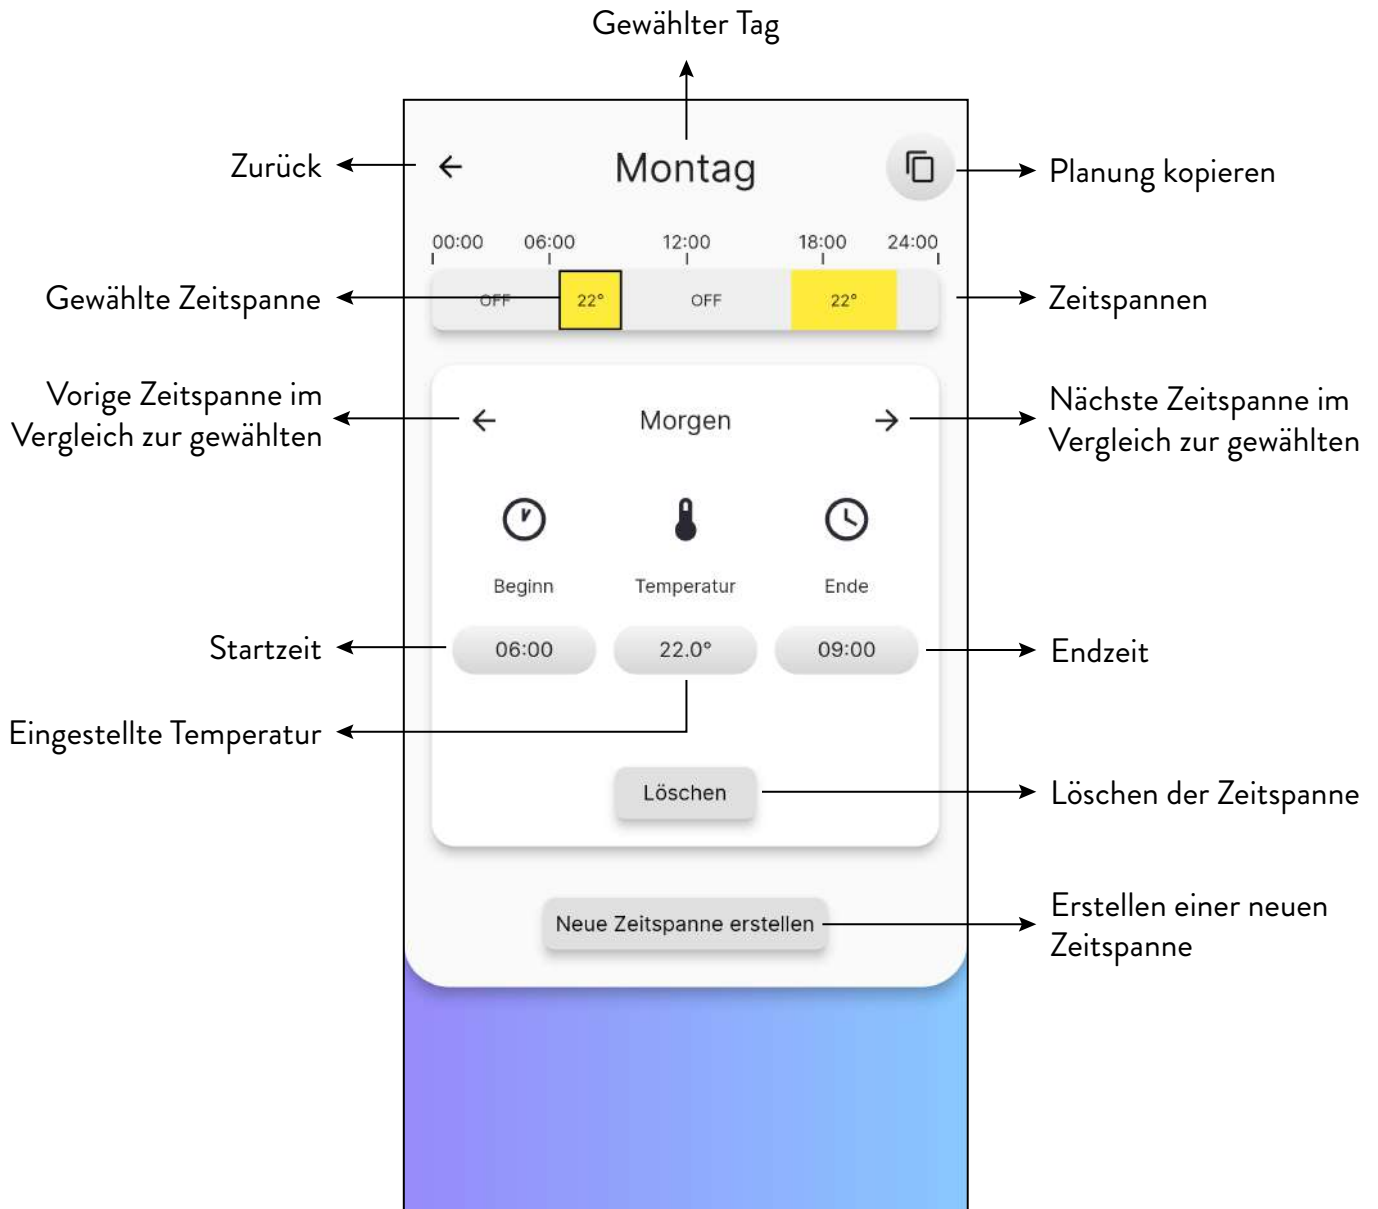 Gewählter Tag
Zurück
Montag
Planung kopieren
00:00 06:00 12:00 18:00 24:00
Gewählte Zeitspanne
OFF 22° OFF 22°
Zeitspannen
Vorige Zeitspanne im
Vergleich zur gewählten
Morgen
Nächste Zeitspanne im
Vergleich zur gewählten
Beginn Temperatur Ende
Startzeit
06:00 22.0° 09:00
Endzeit
Eingestellte Temperatur
Löschen
Löschen der Zeitspanne
Neue Zeitspanne erstellen
Erstellen einer neuen
Zeitspanne